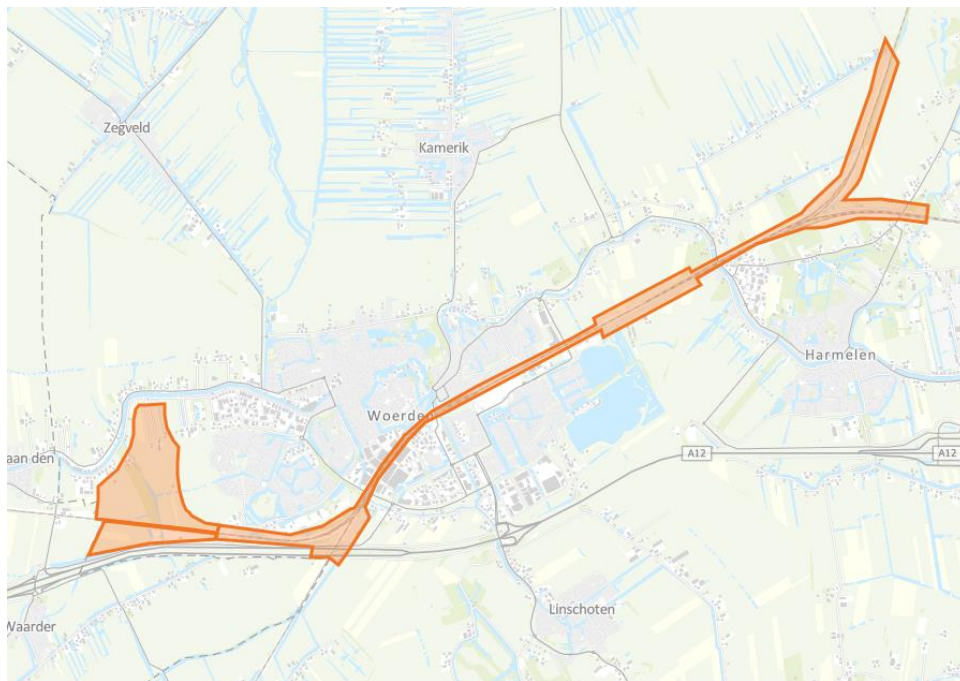 Zegveld
Kamerik
Harmelen
Woerden
A12
A12
aan den
Linschoten
Waarder